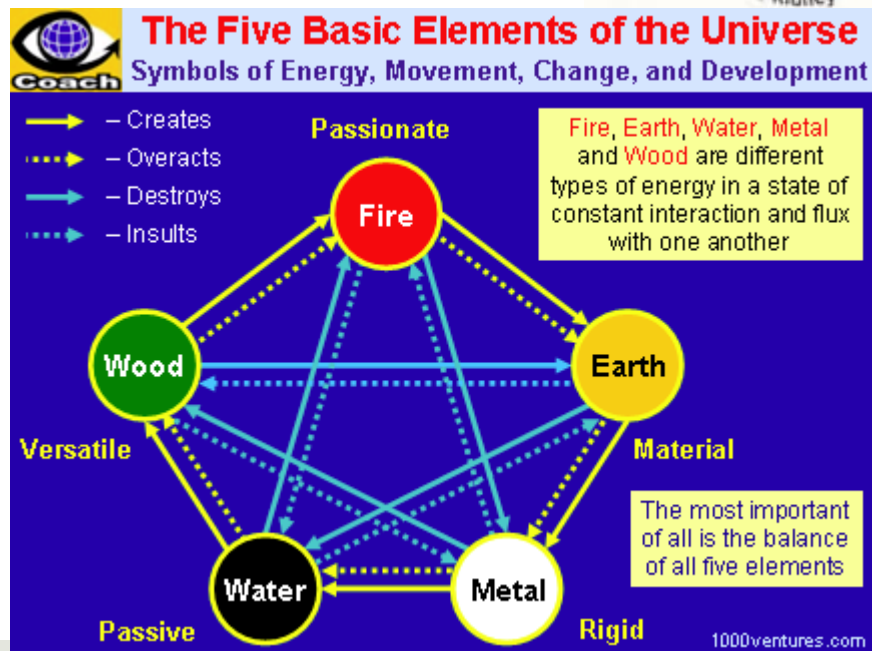 The Five Basic Elements of the Universe
Symbols of Energy, Movement, Change, and Development
Coach
– Creates
– Overacts
– Destroys
– Insults
Passionate
Fire, Earth, Water, Metal
and Wood are different
types of energy in a state of
constant interaction and flux
with one another
Fire
Wood
Earth
Versatile
Material
The most important
of all is the balance
of all five elements
Water
Metal
Passive
Rigid
1000ventures.com